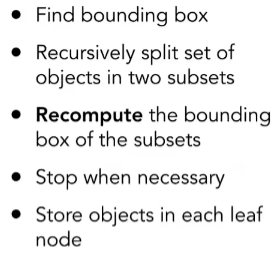 • Find bounding box
• Recursively split set of
objects in two subsets
• Recompute the bounding
box of the subsets
• Stop when necessary
• Store objects in each leaf
node